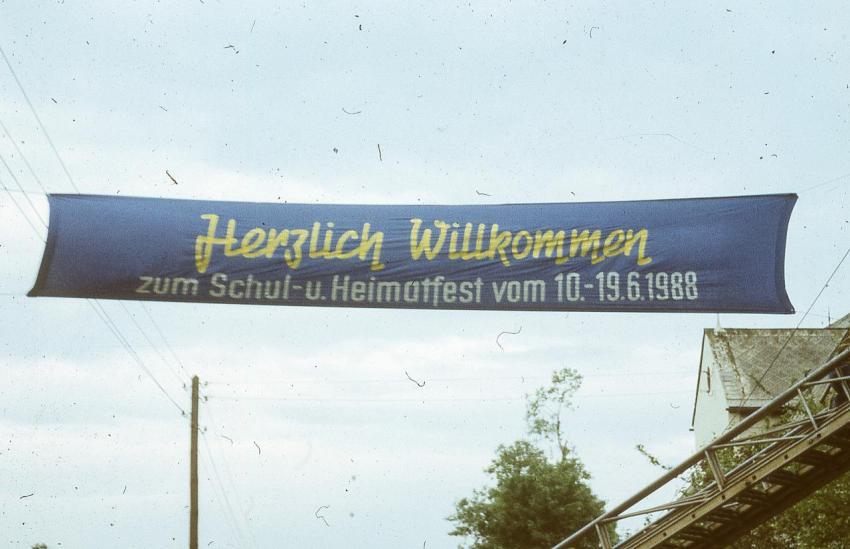 Herzlich Willkommen
zum Schul-u.Heimatfest vom 10.-19.6.1988